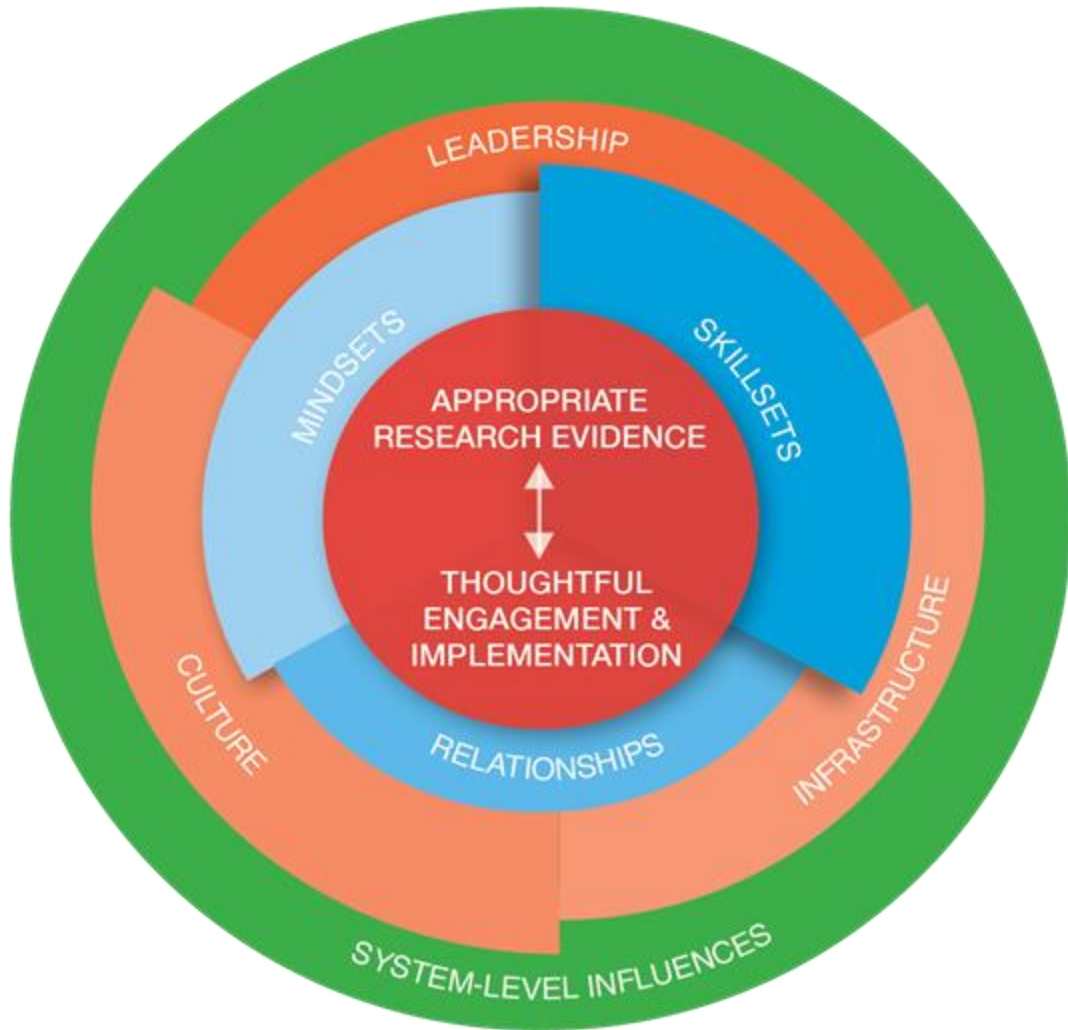 LEADERSHIP
MINDSETS
SKILLSETS
APPROPRIATE
RESEARCH EVIDENCE
THOUGHTFUL
ENGAGEMENT &
IMPLEMENTATION
CULTURE
RELATIONSHIPS
INFRASTRUCTURE
SYSTEM-LEVEL INFLUENCES